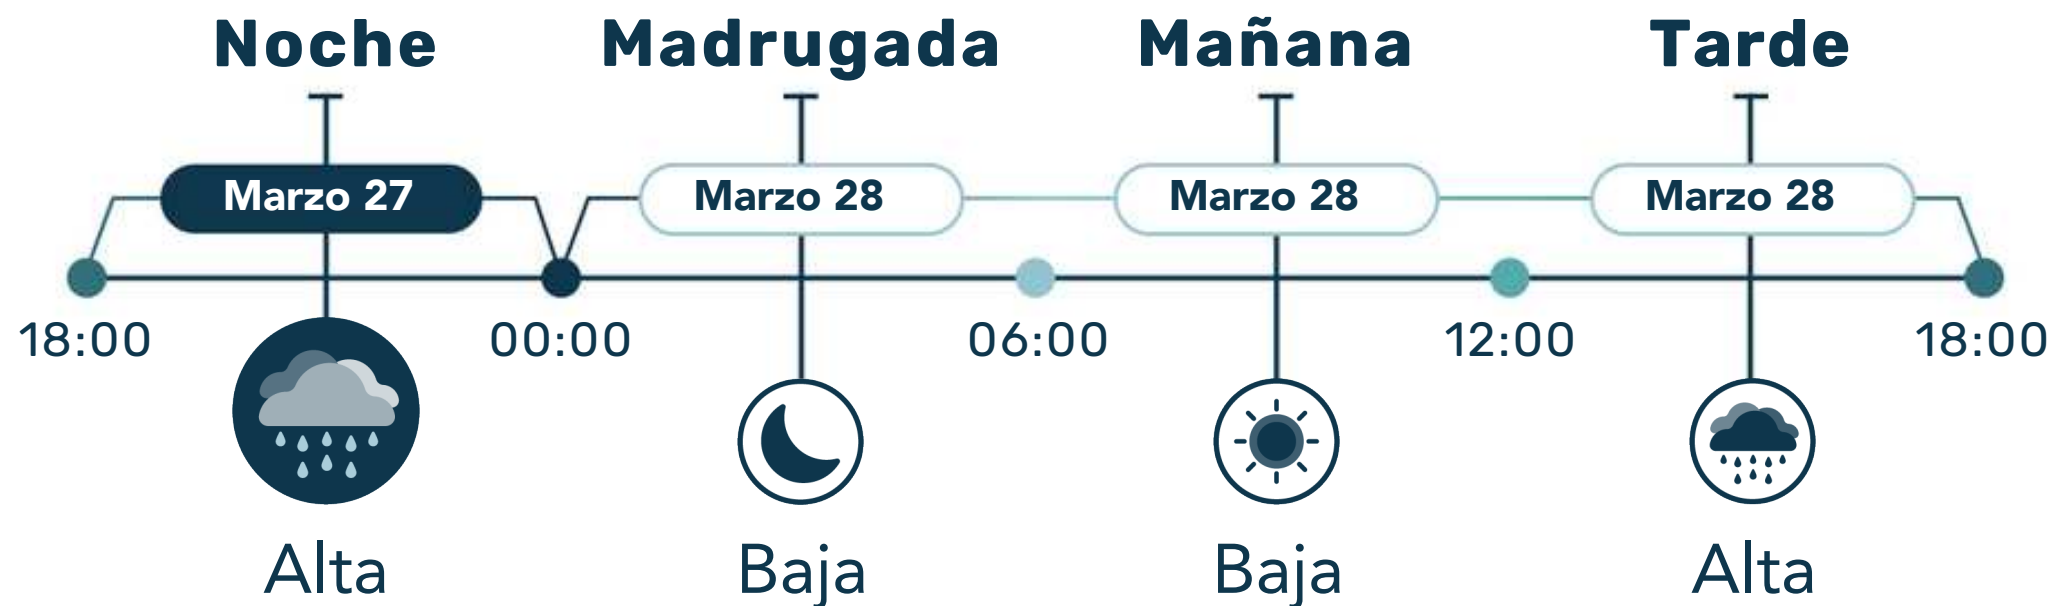 Noche Madrugada Mañana Tarde
Marzo 27 Marzo 28 Marzo 28 Marzo 28
18:00 00:00 06:00 12:00 18:00
Alta Baja Baja Alta